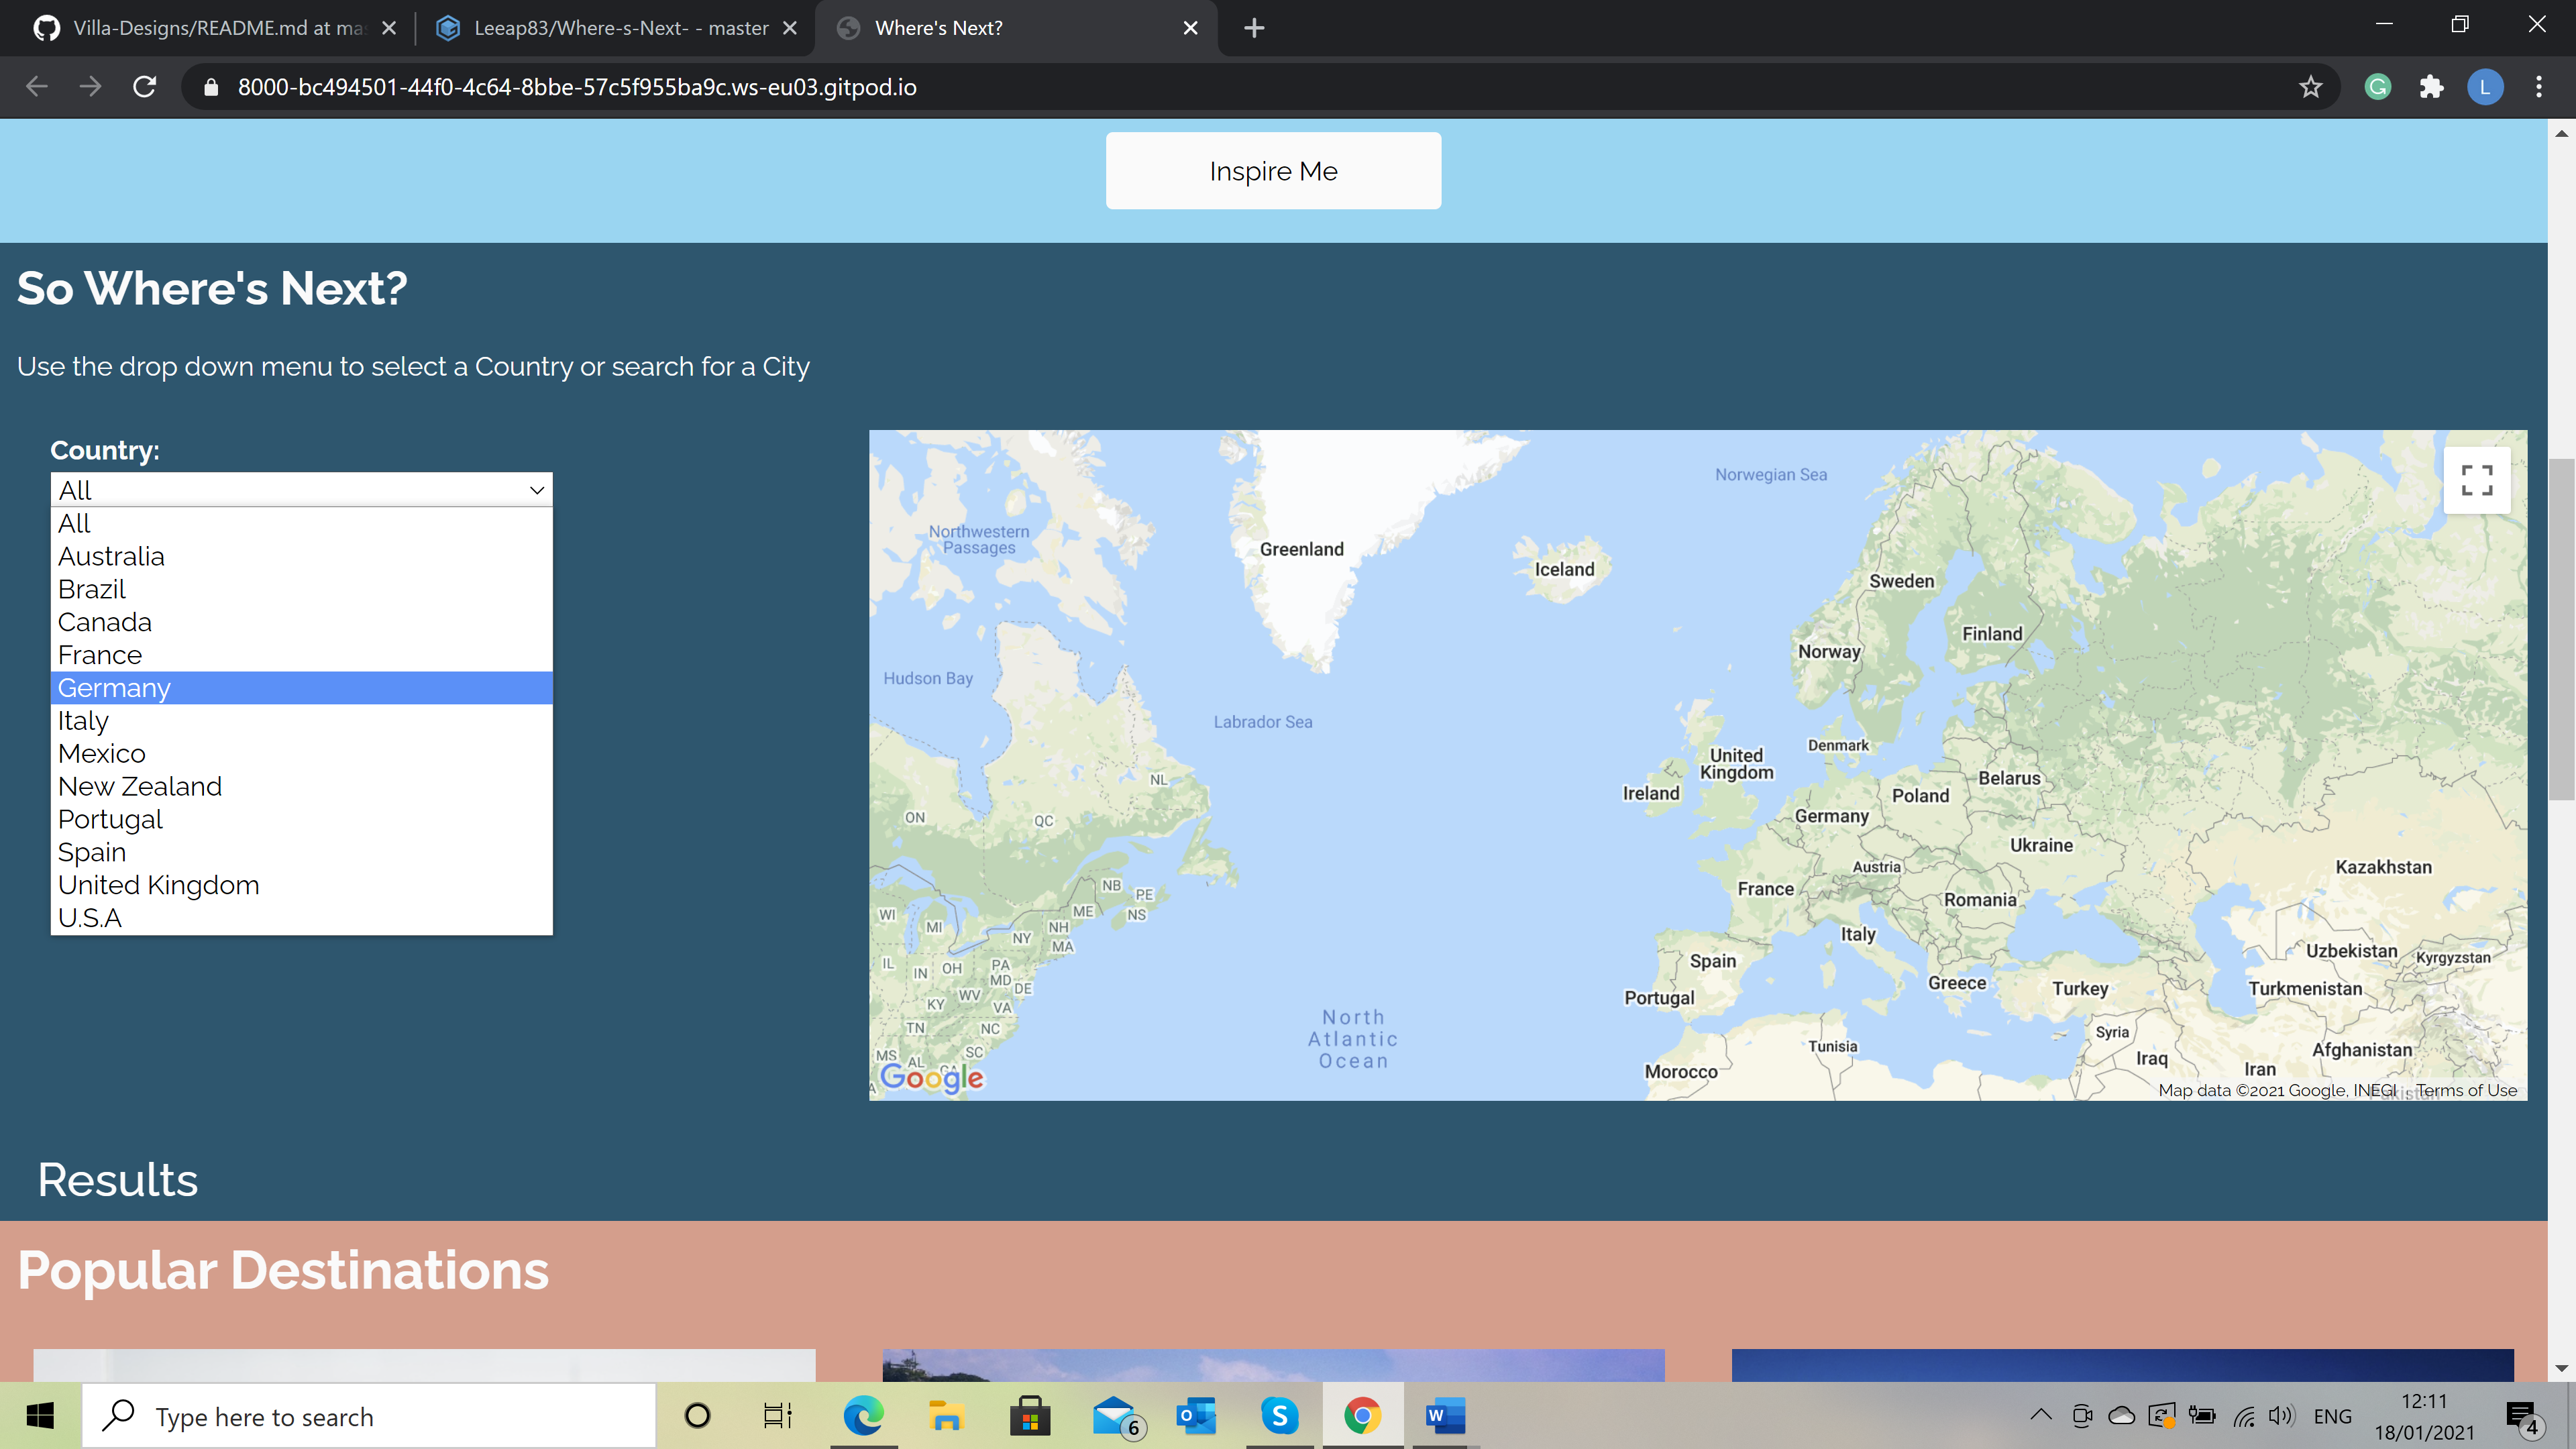 Villa-Designs/README.md at ma
Leeap83/Where-s-Next- - master
Where's Next?
8000-bc494501-44f0-4c64-8bbe-57c5f955ba9c.ws-eu03.gitpod.io
G
L
Inspire Me
So Where's Next?
Use the drop down menu to select a Country or search for a City
Country:
All
All
Australia
Brazil
Canada
France
Germany
Italy
Mexico
New Zealand
Portugal
Spain
United Kingdom
U.S.A
Norwegian Sea
Northwestern
Passages
Greenland
Iceland
Sweden
Finland
Norway
Hudson Bay
Labrador Sea
Denmark
United
Kingdom
NL
Belarus
Ireland
Poland
ON
QC
Germany
Ukraine
Austria
Kazakhstan
NB
France
PE
Romania
WI
ME
NS
MI
NH
NY
MA
Italy
Uzbekistan
Kyrgyzstan
IL
IN
OH
PA
Spain
MD
DE
Greece
Turkey
Turkmenistan
KY
WV
VA
Portugal
TN
NC
North
Atlantic
Ocean
Syria
MS
AL
SC
GA
Tunisia
Iraq
Afghanistan
Morocco
Iran
Google
Pakistan
Map data ©2021 Google, INEGI
Terms of Use
Results
Popular Destinations
Type here to search
6
O
S
W
ENG
12:11
18/01/2021
4